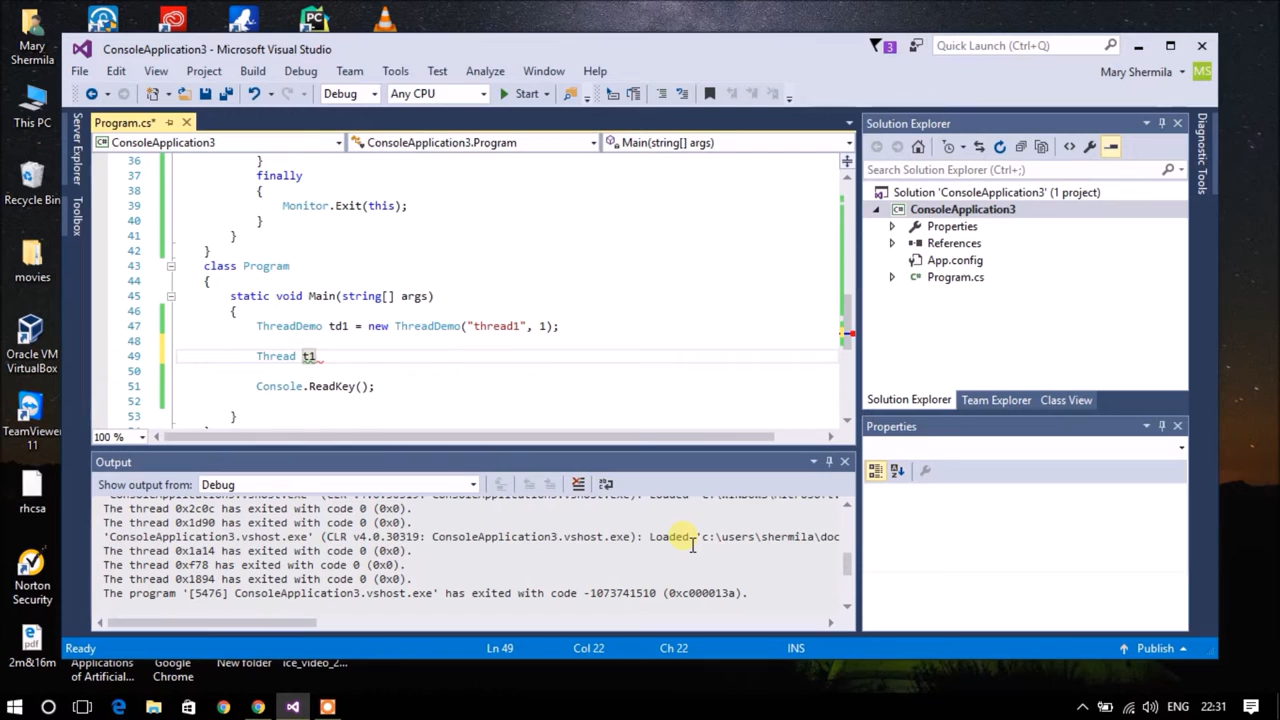 Mary
Shermila
This PC
Recycle Bin
movies
Oracle VM
VirtualBox
TeamViewer
11
rhcsa
Norton
Security
2m&16m
Applications
of Artificial...
Google
Chrome
New folder
ice_video_2...
ConsoleApplication3 - Microsoft Visual Studio
3
Quick Launch (Ctrl+Q)
File Edit View Project Build Debug Team Tools Test Analyze Window Help
Mary Shermila MS
Debug Any CPU Start
Server Explorer
Toolbox
Program.cs*
ConsoleApplication3 ConsoleApplication3.Program Main(string[] args)
36 }
37 finally
38 {
39 Monitor.Exit(this);
40 }
41 }
42 }
43 class Program
44 {
45 static void Main(string[] args)
46 {
47 ThreadDemo td1 = new ThreadDemo("thread1", 1);
48
49 Thread t1
50
51 Console.ReadKey();
52
53 }
100 %
Output
Show output from: Debug
The thread 0x2c0c has exited with code 0 (0x0).
The thread 0x1d90 has exited with code 0 (0x0).
'ConsoleApplication3.vshost.exe' (CLR v4.0.30319: ConsoleApplication3.vshost.exe): Loaded 'c:\users\shermila\doc
The thread 0x1a14 has exited with code 0 (0x0).
The thread 0xf78 has exited with code 0 (0x0).
The thread 0x1894 has exited with code 0 (0x0).
The program '[5476] ConsoleApplication3.vshost.exe' has exited with code -1073741510 (0xc000013a).
Solution Explorer
Search Solution Explorer (Ctrl+;)
Solution 'ConsoleApplication3' (1 project)
ConsoleApplication3
Properties
References
App.config
Program.cs
Solution Explorer Team Explorer Class View
Properties
Diagnostic Tools
Ready Ln 49 Col 22 Ch 22 INS Publish
ENG 22:31